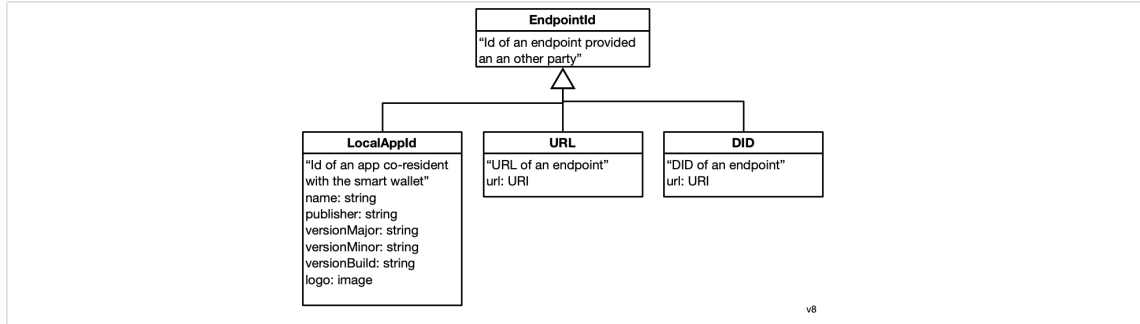 EndpointId
“Id of an endpoint provided
an an other party”
LocalAppId
“Id of an app co-resident
with the smart wallet”
name: string
publisher: string
versionMajor: string
versionMinor: string
versionBuild: string
logo: image
URL
“URL of an endpoint”
url: URI
DID
“DID of an endpoint”
url: URI
v8